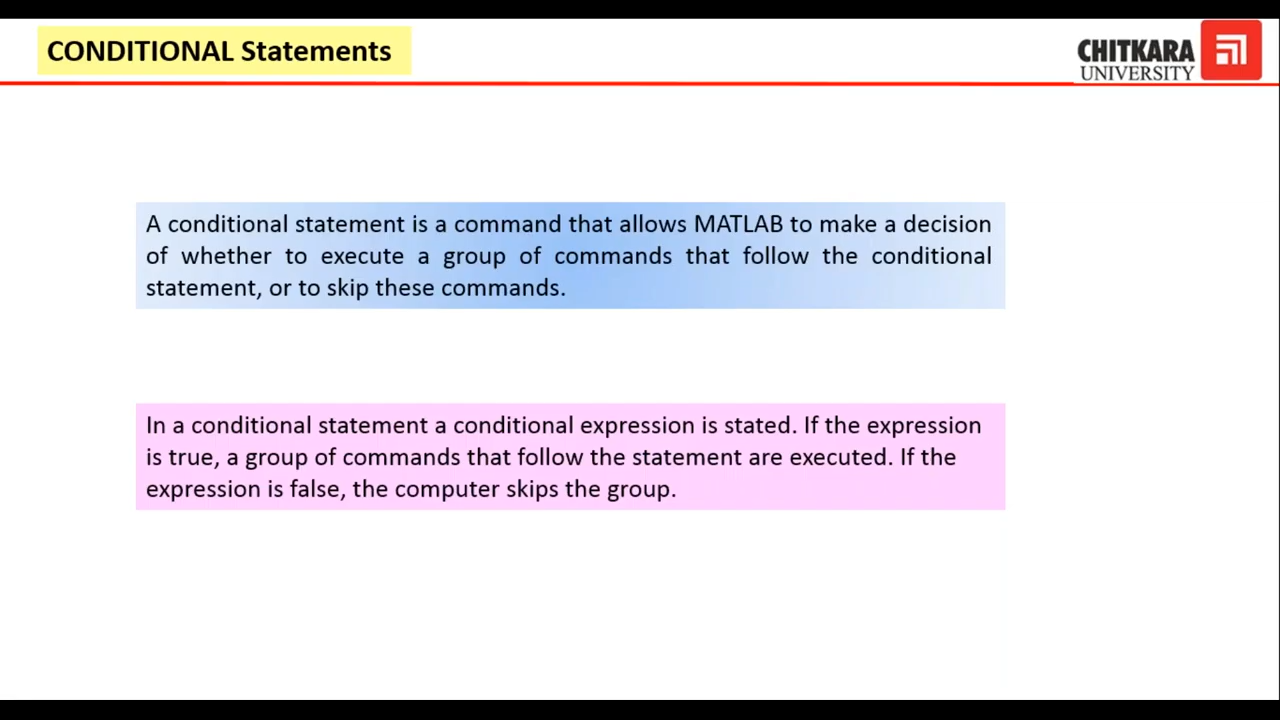 CONDITIONAL Statements
CHITKARA
UNIVERSITY
A conditional statement is a command that allows MATLAB to make a decision
of whether to execute a group of commands that follow the conditional
statement, or to skip these commands.
In a conditional statement a conditional expression is stated. If the expression
is true, a group of commands that follow the statement are executed. If the
expression is false, the computer skips the group.